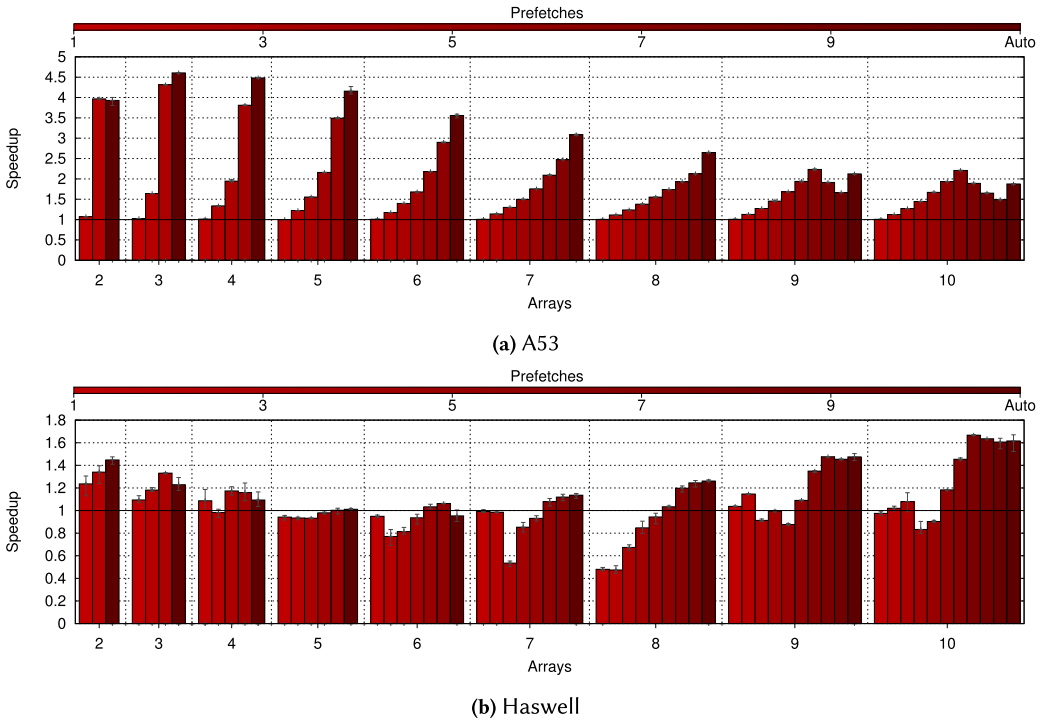 Prefetches
1 3 5 7 9 Auto
5
4.5
4
3.5
3
2.5
2
1.5
1
0.5
0
Speedup
2 3 4 5 6 7 8 9 10
Arrays
(a) A53
Prefetches
1 3 5 7 9 Auto
1.8
1.6
1.4
1.2
1
0.8
0.6
0.4
0.2
0
Speedup
2 3 4 5 6 7 8 9 10
Arrays
(b) Haswell